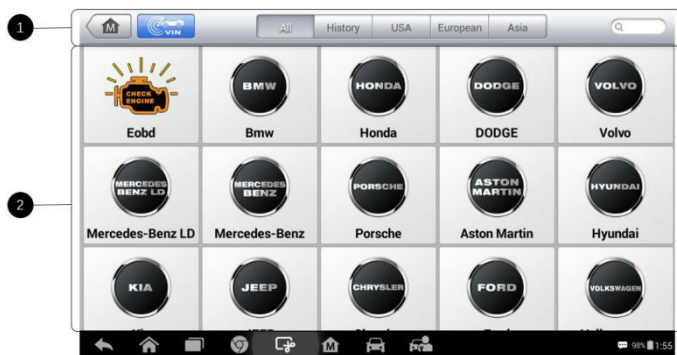 1
M VIN All History USA European Asia
CHECK ENGINE BMW HONDA DODGE VOLVO
Eobd Bmw Honda DODGE Volvo
2
MERCEDES BENZ LD MERCEDES BENZ PORSCHE ASTON MARTIN HYUNDAI
Mercedes-Benz LD Mercedes-Benz Porsche Aston Martin Hyundai
KIA JEEP CHRYSLER FORD VOLKSWAGEN
M 98% 1:55